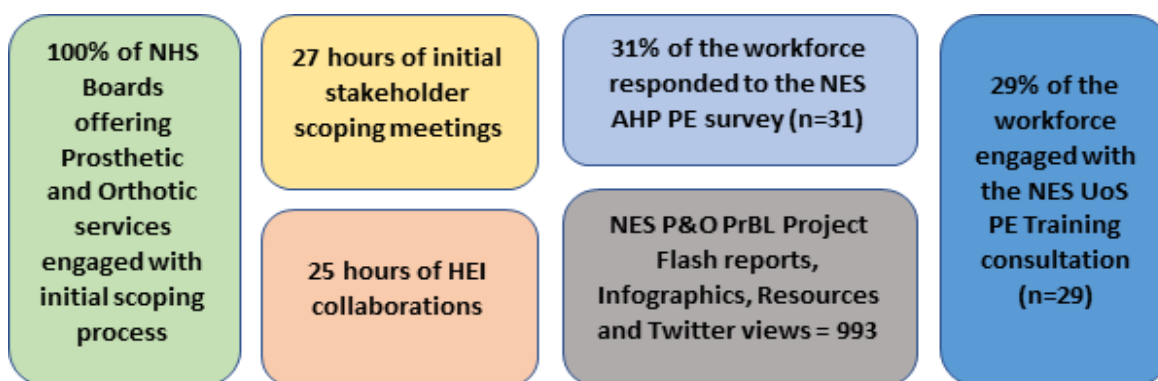 100% of NHS
Boards
offering
Prosthetic
and Orthotic
services
engaged with
initial scoping
process
27 hours of initial
stakeholder
scoping meetings
25 hours of HEI
collaborations
31% of the workforce
responded to the NES
AHP PE survey (n=31)
NES P&O PrBL Project
Flash reports,
Infographics, Resources
and Twitter views = 993
29% of the
workforce
engaged with
the NES UoS
PE Training
consultation
(n=29)